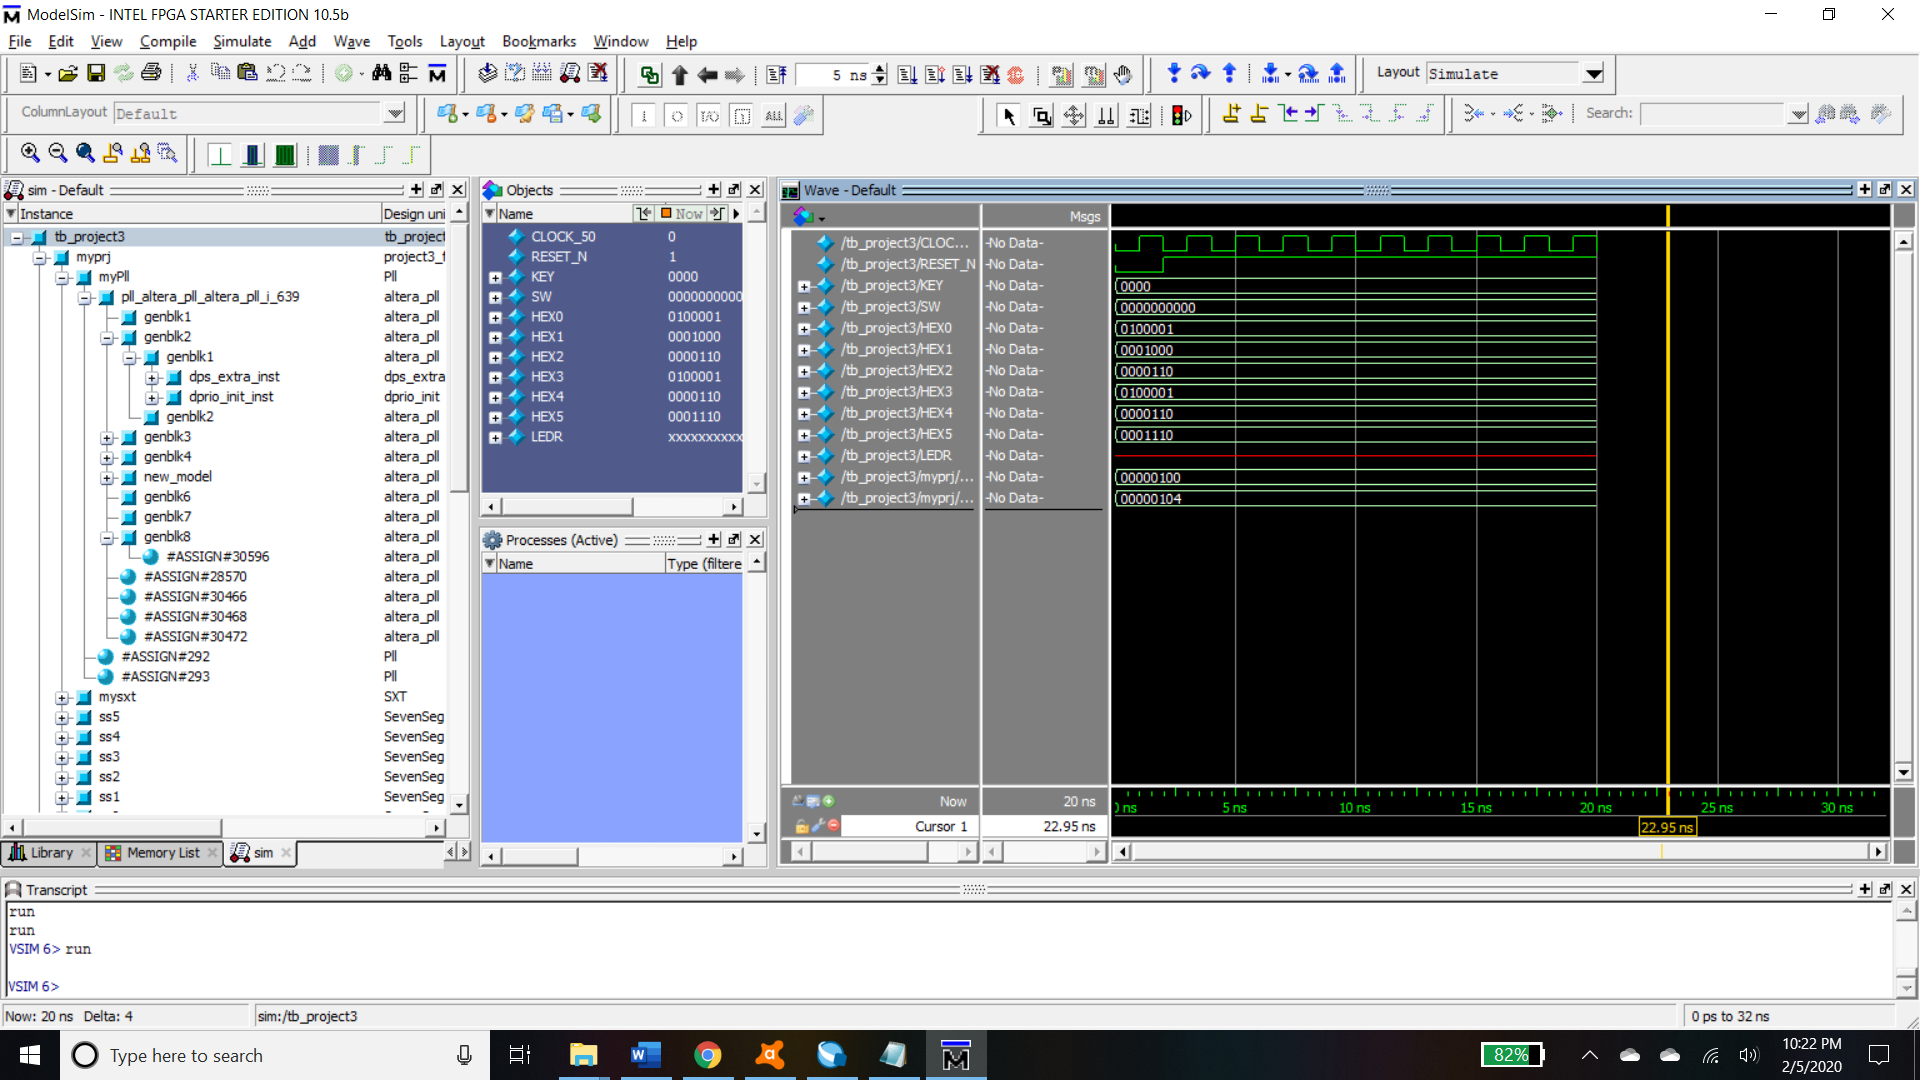 ModelSim - INTEL FPGA STARTER EDITION 10.5b
File Edit View Compile Simulate Add Wave Tools Layout Bookmarks Window Help
5 ns
Layout Simulate
ColumnLayout Default
ALL
Search:
sim - Default
Instance Design uni
tb_project3 tb_project
myprj project3_f
myPll Pll
pll_altera_pll_altera_pll_i_639 altera_pll
genblk1 altera_pll
genblk2 altera_pll
genblk1 altera_pll
dps_extra_inst dps_extra
dprio_init_inst dprio_init
genblk2 altera_pll
genblk3 altera_pll
genblk4 altera_pll
new_model altera_pll
genblk6 altera_pll
genblk7 altera_pll
genblk8 altera_pll
#ASSIGN#30596 altera_pll
#ASSIGN#28570 altera_pll
#ASSIGN#30466 altera_pll
#ASSIGN#30468 altera_pll
#ASSIGN#30472 altera_pll
#ASSIGN#292 Pll
#ASSIGN#293 Pll
mysxt SXT
ss5 SevenSeg
ss4 SevenSeg
ss3 SevenSeg
ss2 SevenSeg
ss1 SevenSeg
Library Memory List sim
Objects
Name Now
CLOCK_50 0
RESET_N 1
KEY 0000
SW 0000000000
HEX0 0100001
HEX1 0001000
HEX2 0000110
HEX3 0100001
HEX4 0000110
HEX5 0001110
LEDR xxxxxxxxxx
Processes (Active)
Name Type (filtere
Wave - Default
Msgs
/tb_project3/CLOC... -No Data-
/tb_project3/RESET_N -No Data-
/tb_project3/KEY -No Data- 0000
/tb_project3/SW -No Data- 0000000000
/tb_project3/HEX0 -No Data- 0100001
/tb_project3/HEX1 -No Data- 0001000
/tb_project3/HEX2 -No Data- 0000110
/tb_project3/HEX3 -No Data- 0100001
/tb_project3/HEX4 -No Data- 0000110
/tb_project3/HEX5 -No Data- 0001110
/tb_project3/LEDR -No Data-
/tb_project3/myprj/... -No Data- 00000100
/tb_project3/myprj/... -No Data- 00000104
Now 20 ns
ns 5 ns 10 ns 15 ns 20 ns 25 ns 30 ns
Cursor 1 22.95 ns
22.95 ns
Transcript
run
run
VSIM 6> run
VSIM 6>
Now: 20 ns Delta: 4 sim:/tb_project3 0 ps to 32 ns
Type here to search
82%
10:22 PM
2/5/2020